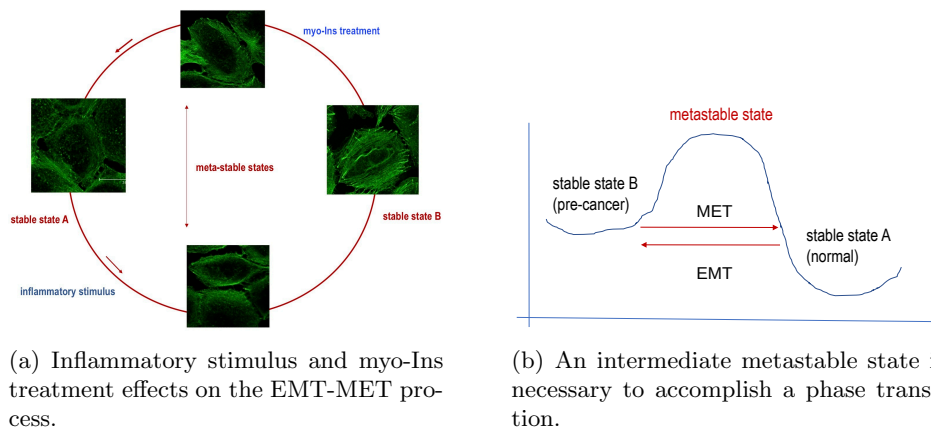 myo-Ins treatment
meta-stable states
stable state A
stable state B
inflammatory stimulus
metastable state
stable state B
(pre-cancer)
MET
stable state A
(normal)
EMT
(a) Inflammatory stimulus and myo-Ins
treatment effects on the EMT-MET pro-
cess.
(b) An intermediate metastable state
necessary to accomplish a phase trans
tion.